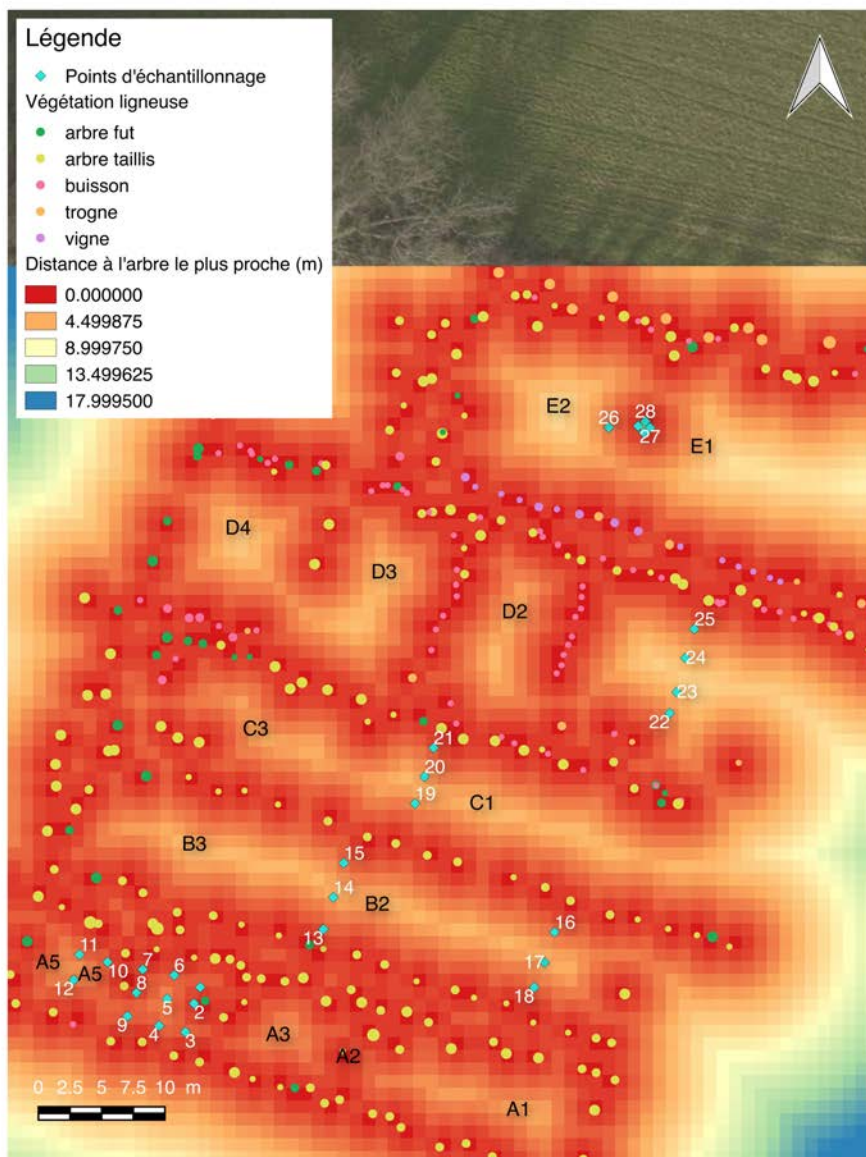 Légende
Points d'échantillonnage
Végétation ligneuse
arbre fut
arbre taillis
buisson
trogne
vigne
Distance à l'arbre le plus proche (m)
0.000000
4.499875
8.999750
13.499625
17.999500
E2
26
28
27
E1
D4
D3
D2
25
24
23
22
C3
21
20
19
C1
B3
15
14
B2
13
16
17
18
11
A5
A5
10
7
6
12
8
5
2
9
4
3
A3
A2
A1
0 2.5 5 7.5 10 m